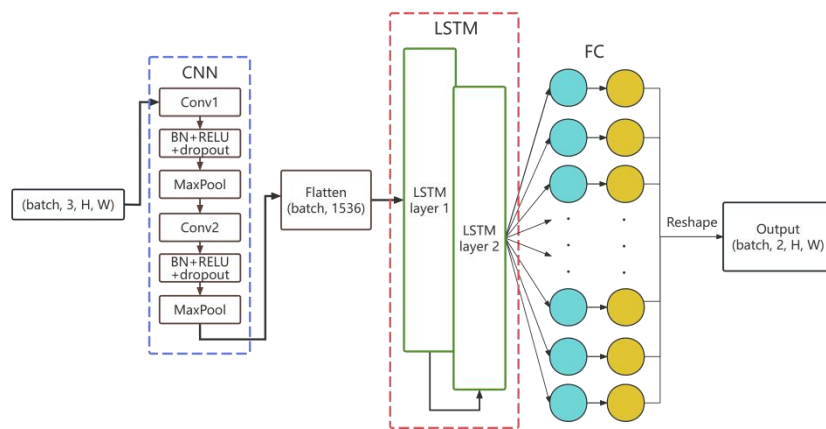 LSTM
CNN
FC
Conv1
BN+RELU
+dropout
MaxPool
(batch, 3, H, W)
Conv2
BN+RELU
+dropout
MaxPool
Flatten
(batch, 1536)
LSTM
layer 1
LSTM
layer 2
Reshape
Output
(batch, 2, H, W)